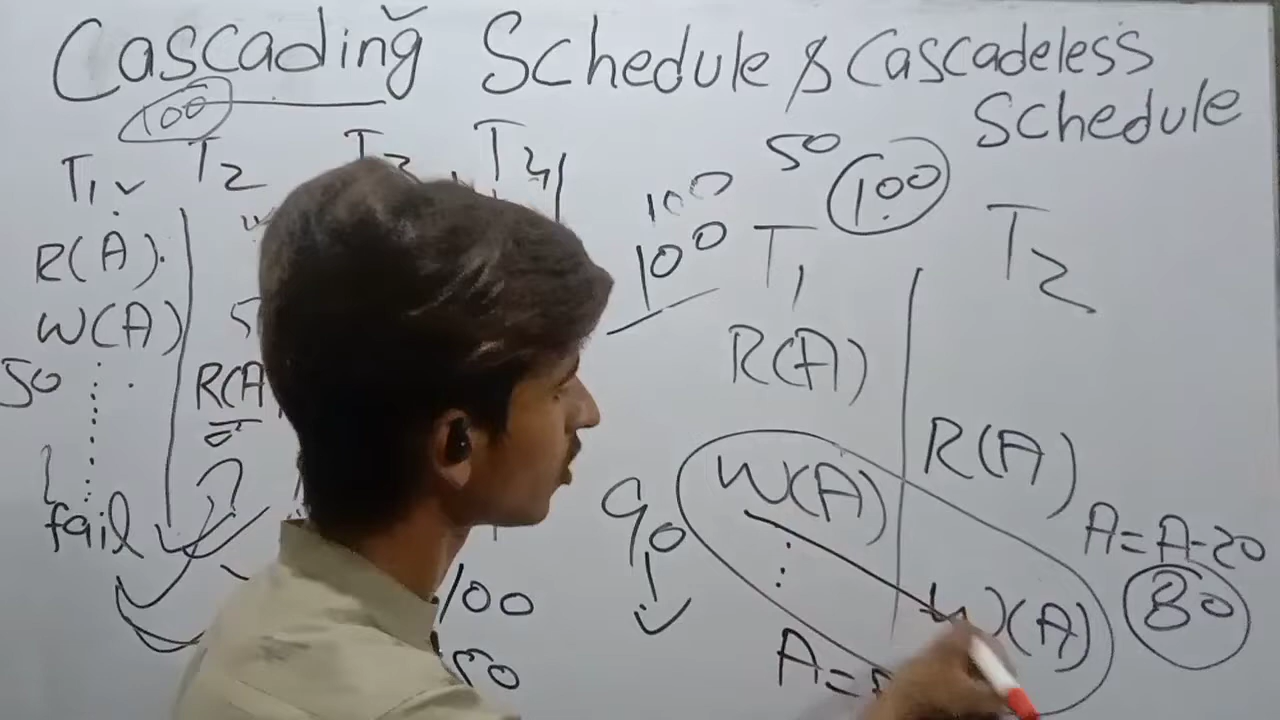 Cascading Schedule & Cascadeless
Schedule
100
T1 T2 T3 T4
R(A)
W(A)
50
R(A
fail
100
50
50 100
100
100
T1 T2
R(A)
R(A)
W(A)
90
A=A-20
80
W(A)
A=